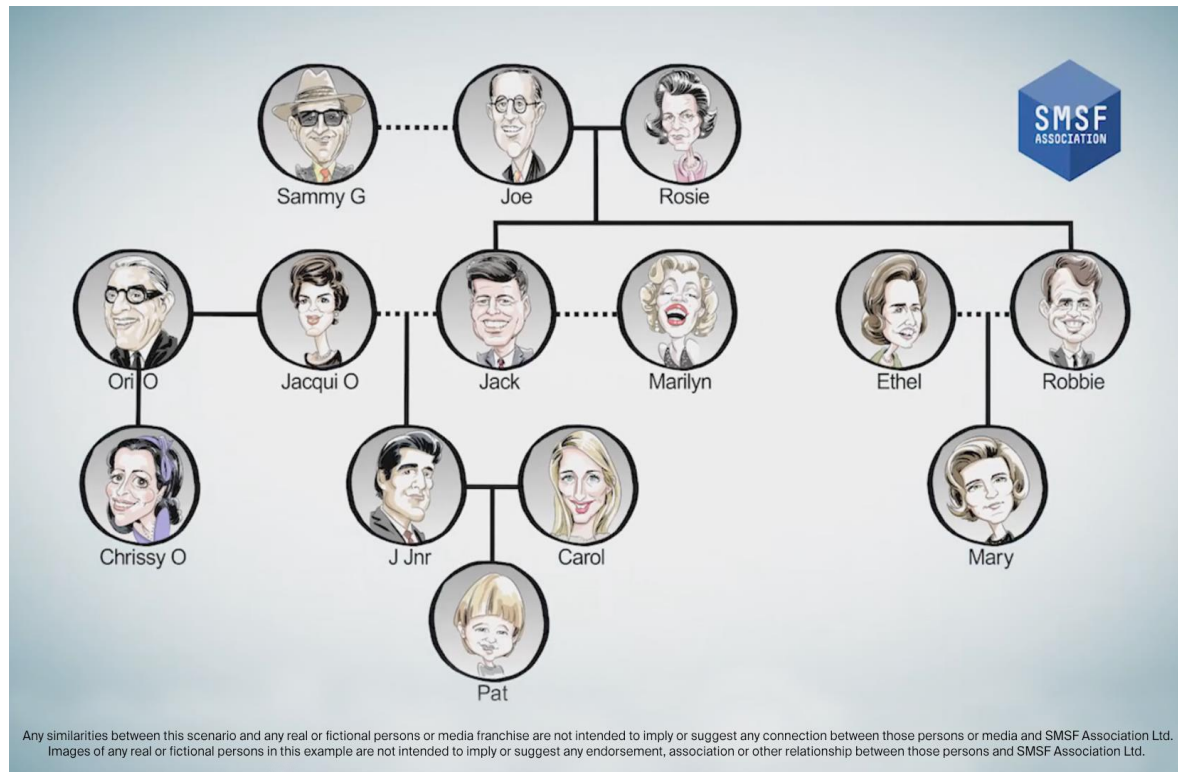 SMSF
ASSOCIATION
Sammy G
Joe
Rosie
Ori O
Jacqui O
Jack
Marilyn
Ethel
Robbie
Chrissy O
J Jnr
Carol
Mary
Pat
Any similarities between this scenario and any real or fictional persons or media franchise are not intended to imply or suggest any connection between those persons or media and SMSF Association Ltd.
Images of any real or fictional persons in this example are not intended to imply or suggest any endorsement, association or other relationship between those persons and SMSF Association Ltd.